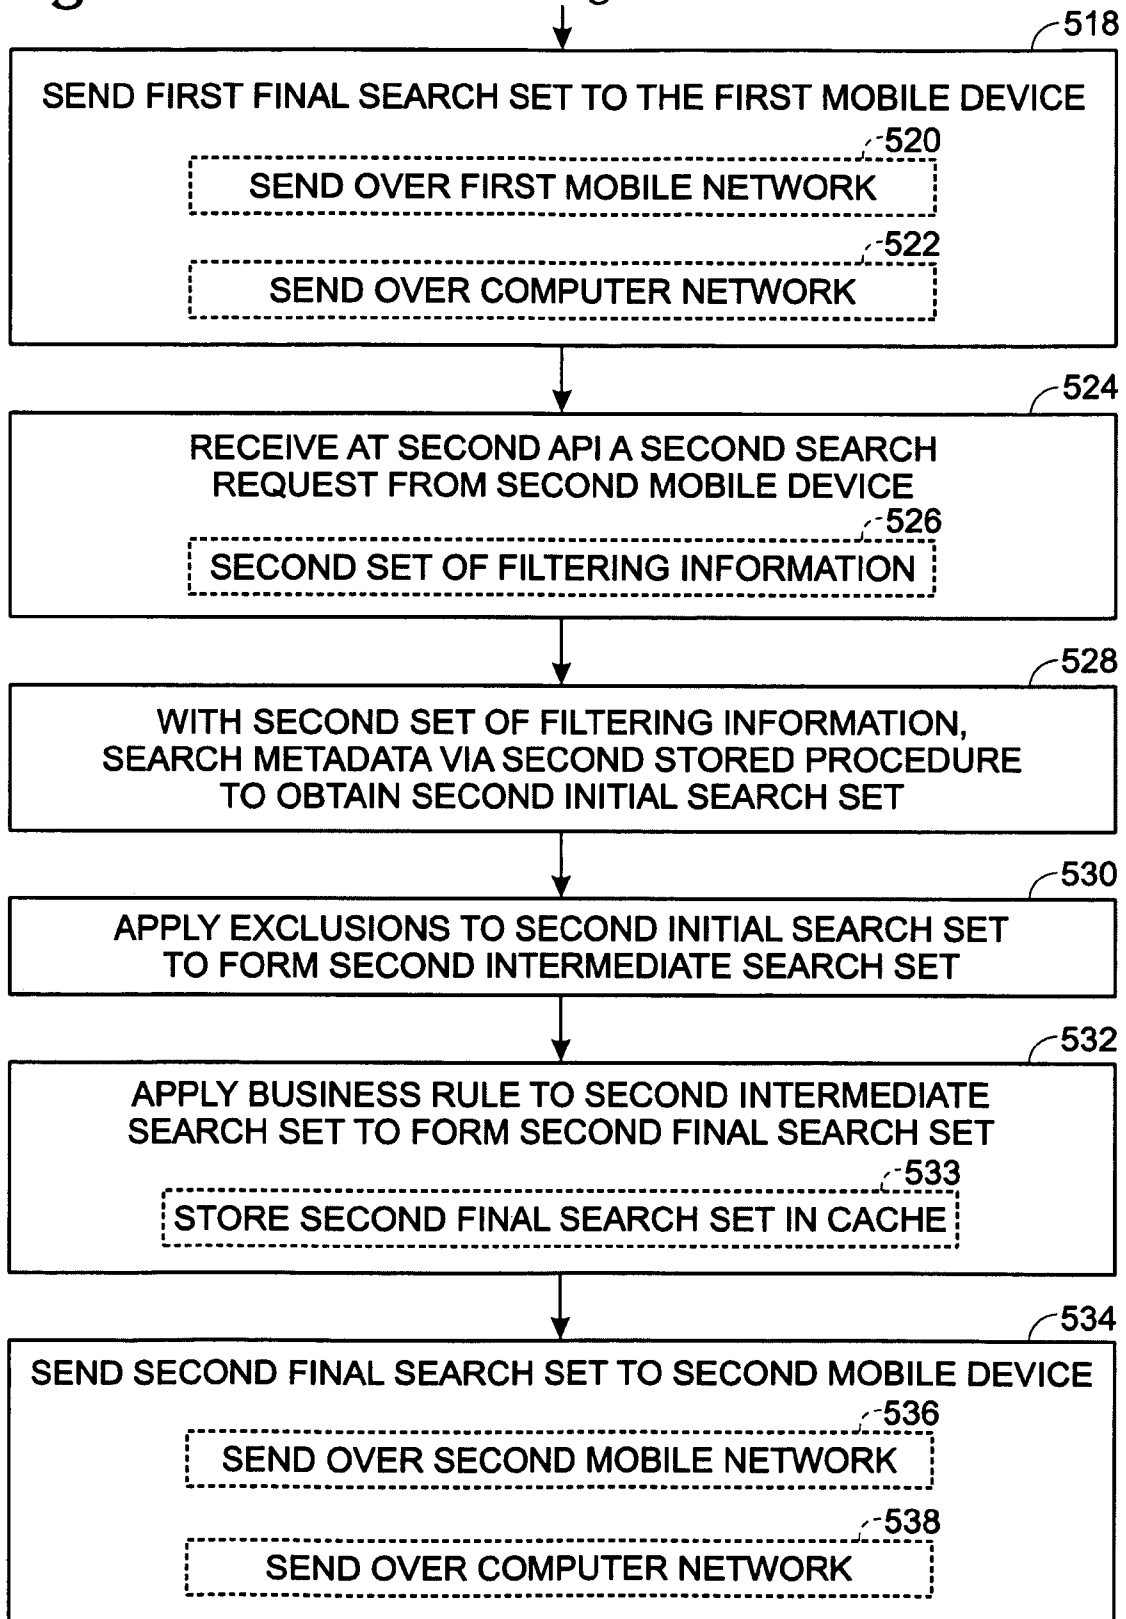 518
SEND FIRST FINAL SEARCH SET TO THE FIRST MOBILE DEVICE
520
SEND OVER FIRST MOBILE NETWORK
522
SEND OVER COMPUTER NETWORK
524
RECEIVE AT SECOND API A SECOND SEARCH
REQUEST FROM SECOND MOBILE DEVICE
526
SECOND SET OF FILTERING INFORMATION
528
WITH SECOND SET OF FILTERING INFORMATION,
SEARCH METADATA VIA SECOND STORED PROCEDURE
TO OBTAIN SECOND INITIAL SEARCH SET
530
APPLY EXCLUSIONS TO SECOND INITIAL SEARCH SET
TO FORM SECOND INTERMEDIATE SEARCH SET
532
APPLY BUSINESS RULE TO SECOND INTERMEDIATE
SEARCH SET TO FORM SECOND FINAL SEARCH SET
533
STORE SECOND FINAL SEARCH SET IN CACHE
534
SEND SECOND FINAL SEARCH SET TO SECOND MOBILE DEVICE
536
SEND OVER SECOND MOBILE NETWORK
538
SEND OVER COMPUTER NETWORK